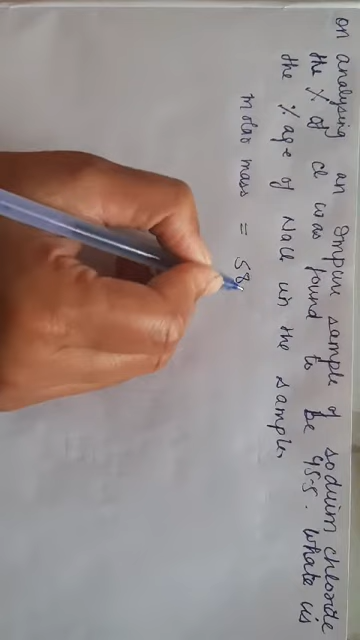 on analysing an Impure sample of sodium chloride
the % of cl was found to be 45.5. Whate is
the % age of Nacl in the sample.
molar mass = 58